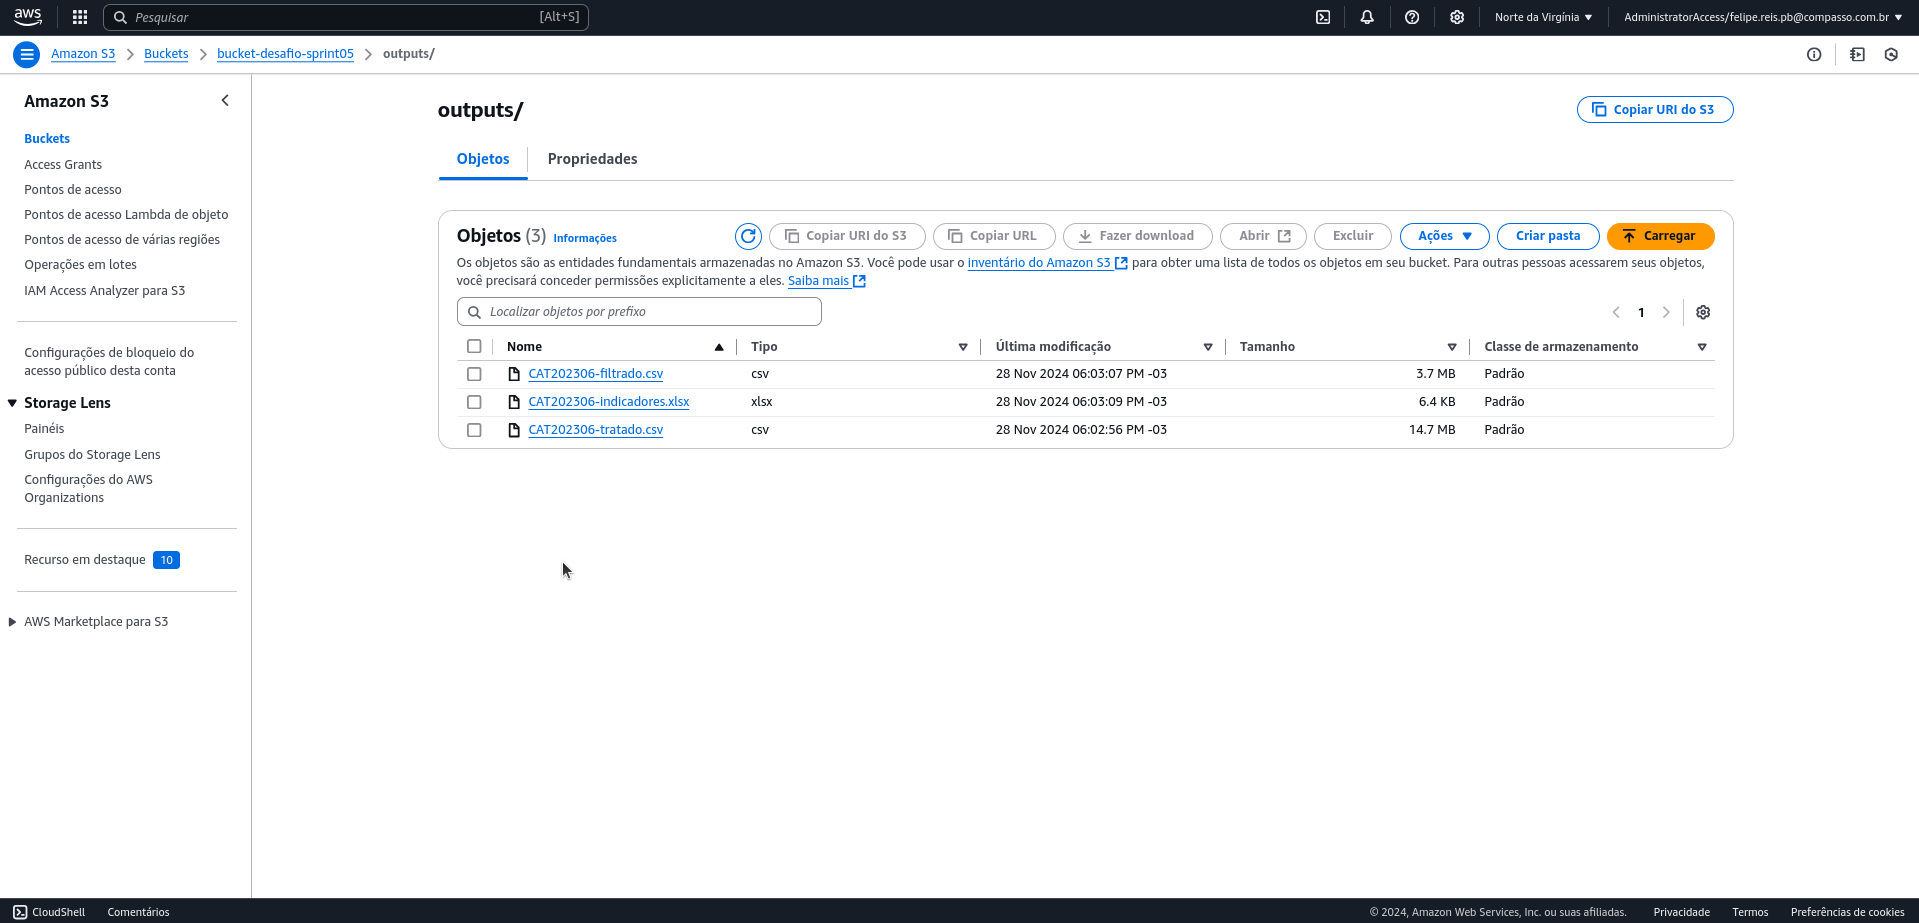 aws
Pesquisar
[Alt+S]
Norte da Virgínia
AdministratorAccess/felipe.reis.pb@compasso.com.br
Amazon S3
Buckets
bucket-desafio-sprint05
outputs/
Amazon S3
Buckets
Access Grants
Pontos de acesso
Pontos de acesso Lambda de objeto
Pontos de acesso de várias regiões
Operações em lotes
IAM Access Analyzer para S3
Configurações de bloqueio do
acesso público desta conta
Storage Lens
Painéis
Grupos do Storage Lens
Configurações do AWS
Organizations
Recurso em destaque 10
AWS Marketplace para S3
outputs/
Copiar URI do S3
Objetos
Propriedades
Objetos (3) Informações
Copiar URI do S3
Copiar URL
Fazer download
Abrir
Excluir
Ações
Criar pasta
Carregar
Os objetos são as entidades fundamentais armazenadas no Amazon S3. Você pode usar o inventário do Amazon S3 para obter uma lista de todos os objetos em seu bucket. Para outras pessoas acessarem seus objetos,
você precisará conceder permissões explicitamente a eles. Saiba mais
Localizar objetos por prefixo
1
Nome Tipo Última modificação Tamanho Classe de armazenamento
CAT202306-filtrado.csv csv 28 Nov 2024 06:03:07 PM -03 3.7 MB Padrão
CAT202306-indicadores.xlsx xlsx 28 Nov 2024 06:03:09 PM -03 6.4 KB Padrão
CAT202306-tratado.csv csv 28 Nov 2024 06:02:56 PM -03 14.7 MB Padrão
CloudShell
Comentários
© 2024, Amazon Web Services, Inc. ou suas afiliadas.
Privacidade
Termos
Preferências de cookies